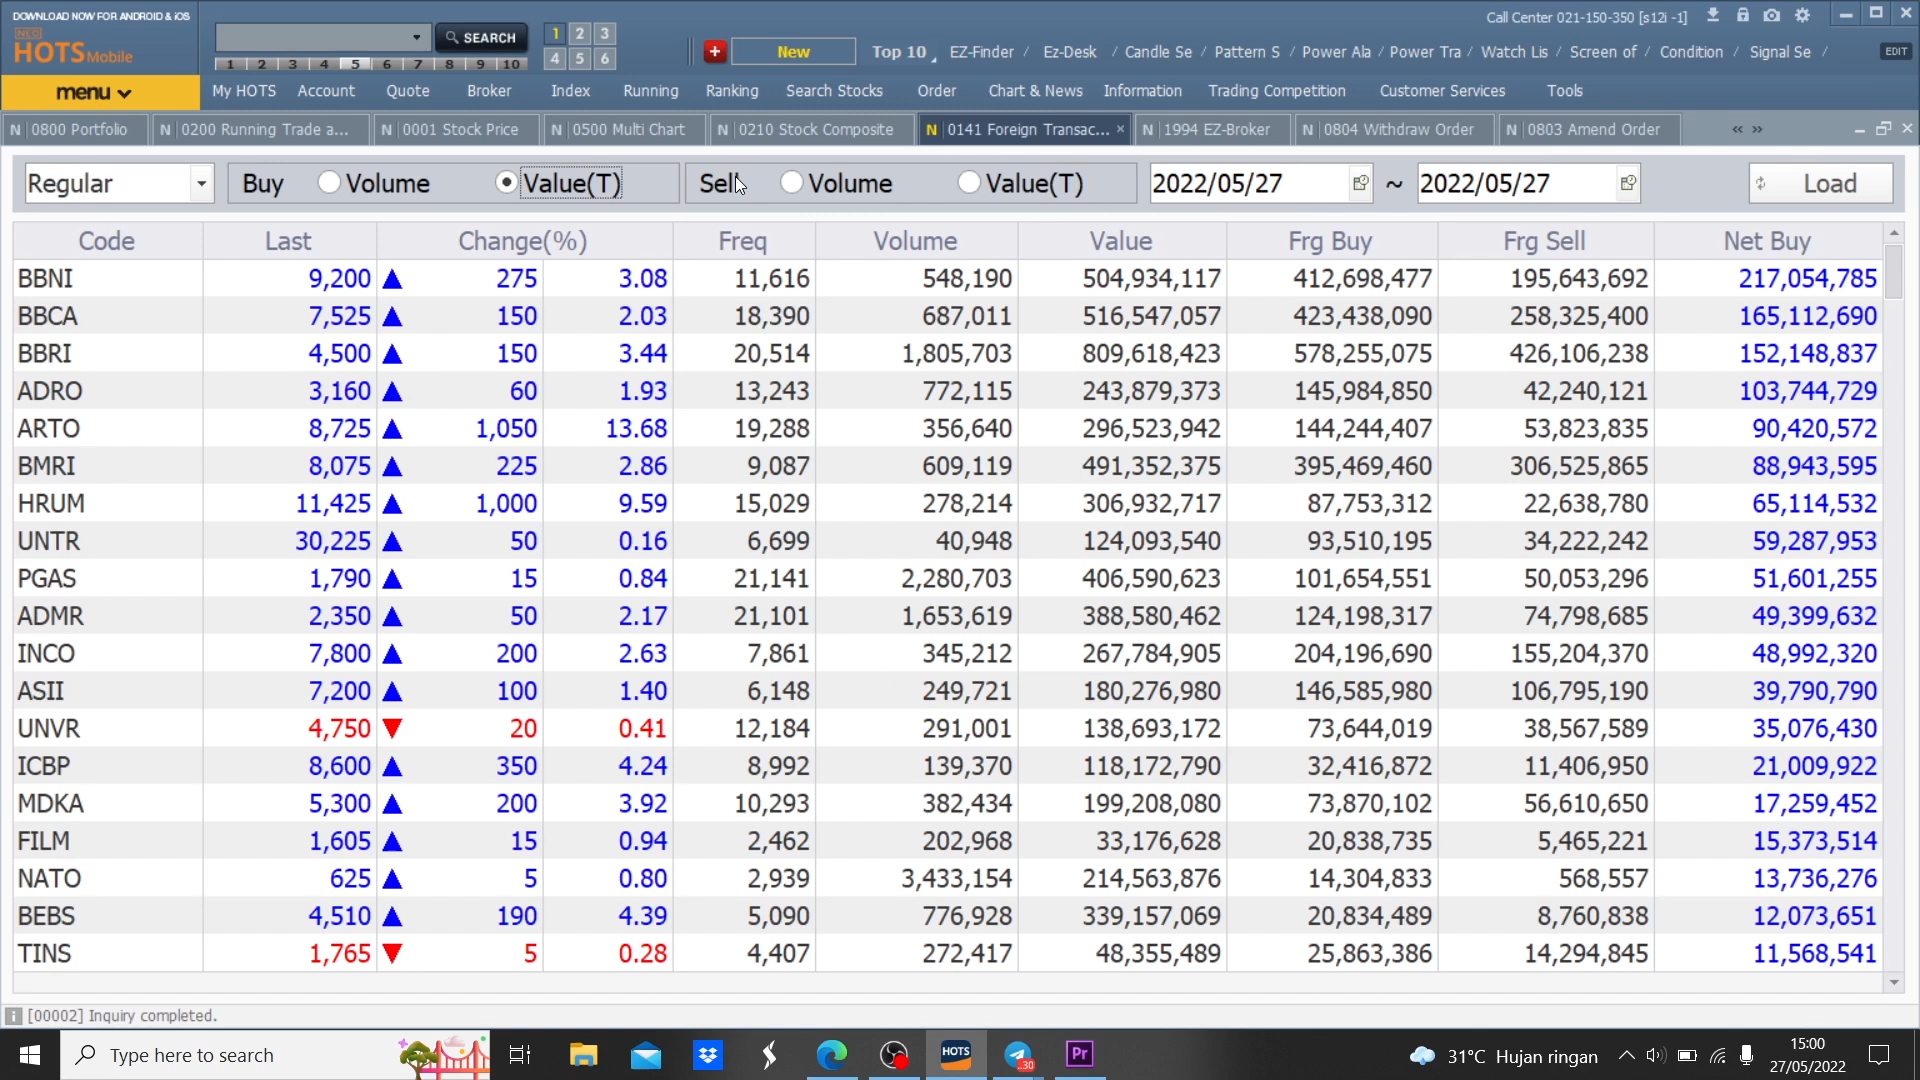 DOWNLOAD NOW FOR ANDROID & iOS
NEO
HOTS Mobile
SEARCH
1 2 3 4 5 6 7 8 9 10
1 2 3
4 5 6
New
Top 10 EZ-Finder / Ez-Desk / Candle Se / Pattern S / Power Ala / Power Tra / Watch Lis / Screen of / Condition / Signal Se /
Call Center 021-150-350 [s12i -1]
EDIT
menu
My HOTS Account Quote Broker Index Running Ranking Search Stocks Order Chart & News Information Trading Competition Customer Services Tools
N 0800 Portfolio N 0200 Running Trade a... N 0001 Stock Price N 0500 Multi Chart N 0210 Stock Composite N 0141 Foreign Transac... × N 1994 EZ-Broker N 0804 Withdraw Order N 0803 Amend Order « »
Regular Buy Volume Value(T) Sell Volume Value(T) 2022/05/27 ~ 2022/05/27 Load
Code Last Change(%) Freq Volume Value Frg Buy Frg Sell Net Buy
BBNI 9,200 ▲ 275 3.08 11,616 548,190 504,934,117 412,698,477 195,643,692 217,054,785
BBCA 7,525 ▲ 150 2.03 18,390 687,011 516,547,057 423,438,090 258,325,400 165,112,690
BBRI 4,500 ▲ 150 3.44 20,514 1,805,703 809,618,423 578,255,075 426,106,238 152,148,837
ADRO 3,160 ▲ 60 1.93 13,243 772,115 243,879,373 145,984,850 42,240,121 103,744,729
ARTO 8,725 ▲ 1,050 13.68 19,288 356,640 296,523,942 144,244,407 53,823,835 90,420,572
BMRI 8,075 ▲ 225 2.86 9,087 609,119 491,352,375 395,469,460 306,525,865 88,943,595
HRUM 11,425 ▲ 1,000 9.59 15,029 278,214 306,932,717 87,753,312 22,638,780 65,114,532
UNTR 30,225 ▲ 50 0.16 6,699 40,948 124,093,540 93,510,195 34,222,242 59,287,953
PGAS 1,790 ▲ 15 0.84 21,141 2,280,703 406,590,623 101,654,551 50,053,296 51,601,255
ADMR 2,350 ▲ 50 2.17 21,101 1,653,619 388,580,462 124,198,317 74,798,685 49,399,632
INCO 7,800 ▲ 200 2.63 7,861 345,212 267,784,905 204,196,690 155,204,370 48,992,320
ASII 7,200 ▲ 100 1.40 6,148 249,721 180,276,980 146,585,980 106,795,190 39,790,790
UNVR 4,750 ▼ 20 0.41 12,184 291,001 138,693,172 73,644,019 38,567,589 35,076,430
ICBP 8,600 ▲ 350 4.24 8,992 139,370 118,172,790 32,416,872 11,406,950 21,009,922
MDKA 5,300 ▲ 200 3.92 10,293 382,434 199,208,080 73,870,102 56,610,650 17,259,452
FILM 1,605 ▲ 15 0.94 2,462 202,968 33,176,628 20,838,735 5,465,221 15,373,514
NATO 625 ▲ 5 0.80 2,939 3,433,154 214,563,876 14,304,833 568,557 13,736,276
BEBS 4,510 ▲ 190 4.39 5,090 776,928 339,157,069 20,834,489 8,760,838 12,073,651
TINS 1,765 ▼ 5 0.28 4,407 272,417 48,355,489 25,863,386 14,294,845 11,568,541
[00002] Inquiry completed.
Type here to search
HOTS
..30
Pr
31°C Hujan ringan
15:00
27/05/2022